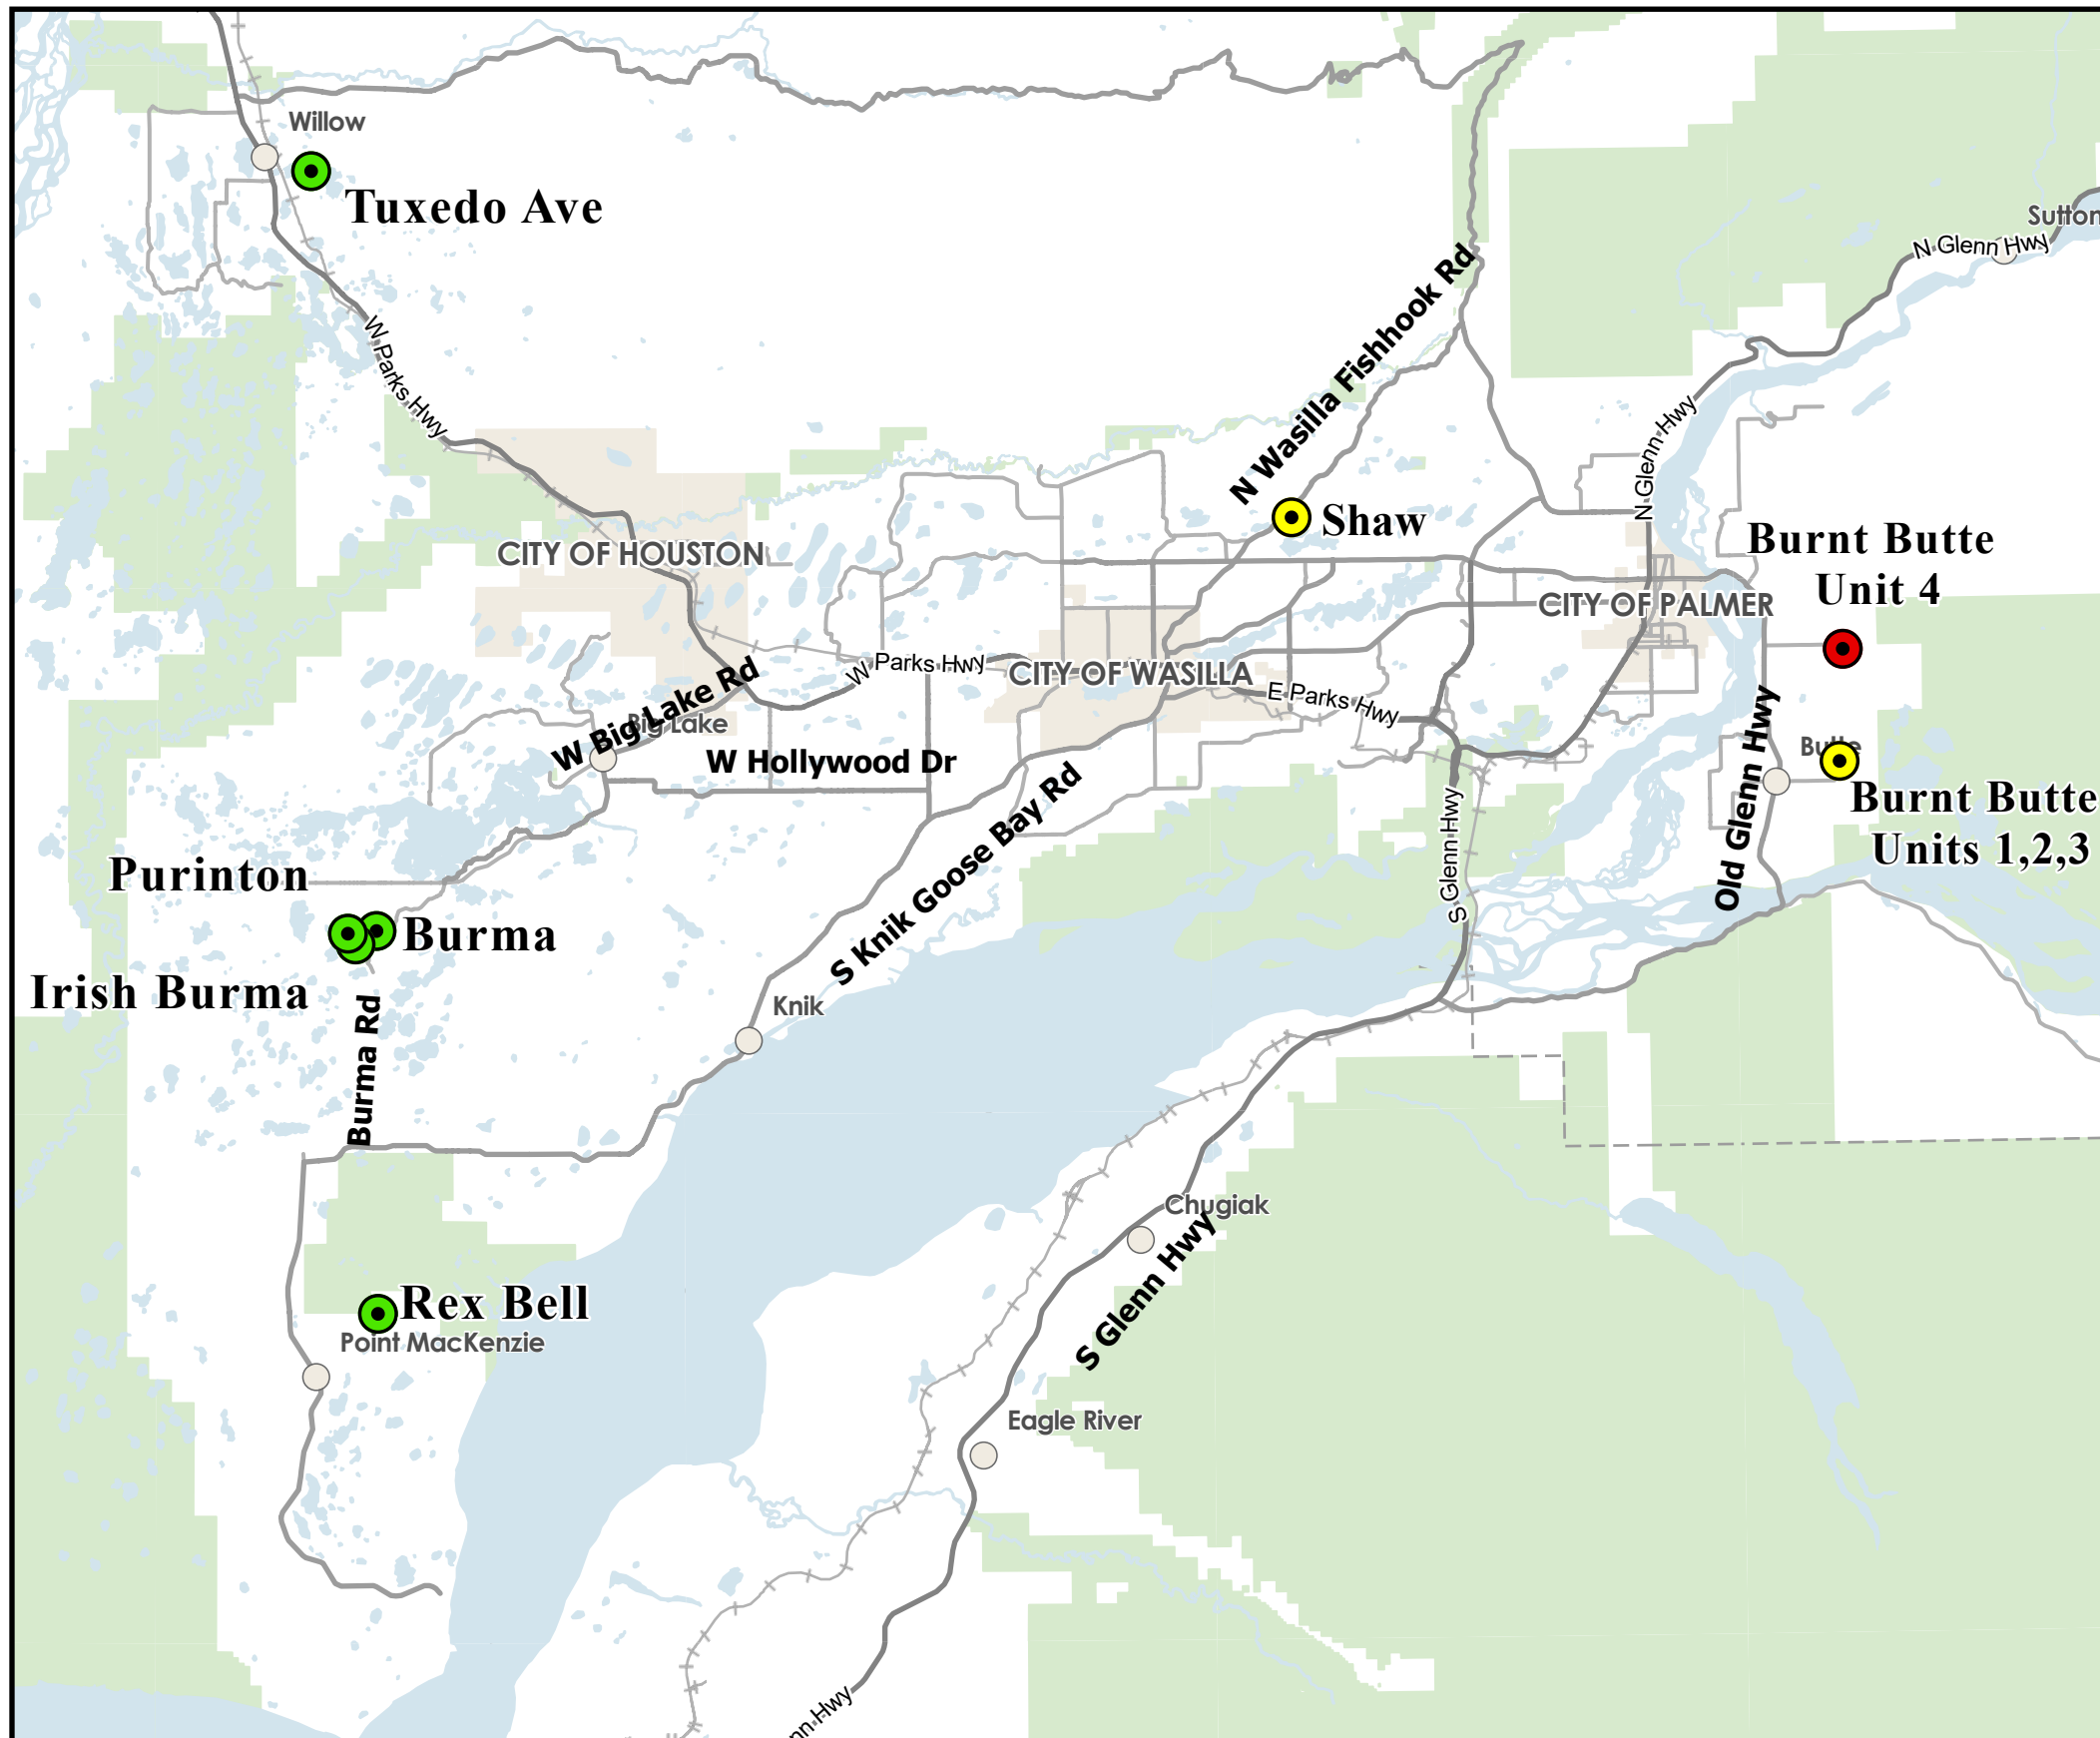 Willow
Tuxedo Ave
Sutton
N Glenn Hwy
W Parks Hwy
N Wasilla Fishhook Rd
N Glenn Hwy
Shaw
CITY OF HOUSTON
Burnt Butte
Unit 4
CITY OF PALMER
W Parks Hwy
CITY OF WASILLA
E Parks Hwy
W Big Lake Rd
Big Lake
W Hollywood Dr
Old Glenn Hwy
Butte
Burnt Butte
Units 1,2,3
S Knik Goose Bay Rd
S Glenn Hwy
Purinton
Burma
Irish Burma
Knik
Burma Rd
Chugiak
S Glenn Hwy
Rex Bell
Point MacKenzie
Eagle River
nn Hwy